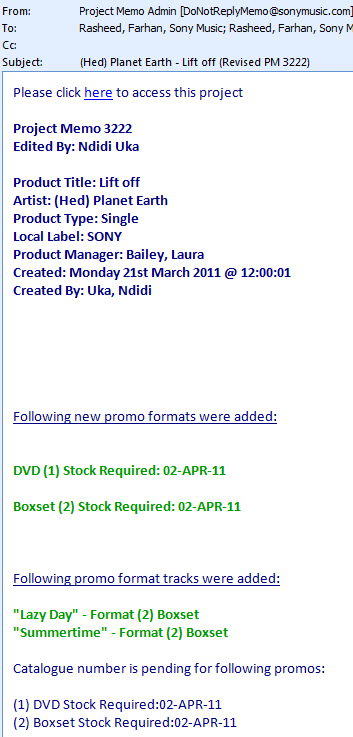 From: Project Memo Admin [DoNotReplyMemo@sonymusic.com]
To: Rasheed, Farhan, Sony Music; Rasheed, Farhan, Sony M
Cc:
Subject: (Hed) Planet Earth - Lift off (Revised PM 3222)
Please click here to access this project
Project Memo 3222
Edited By: Ndidi Uka
Product Title: Lift off
Artist: (Hed) Planet Earth
Product Type: Single
Local Label: SONY
Product Manager: Bailey, Laura
Created: Monday 21st March 2011 @ 12:00:01
Created By: Uka, Ndidi
Following new promo formats were added:
DVD (1) Stock Required: 02-APR-11
Boxset (2) Stock Required: 02-APR-11
Following promo format tracks were added:
"Lazy Day" - Format (2) Boxset
"Summertime" - Format (2) Boxset
Catalogue number is pending for following promos:
(1) DVD Stock Required:02-APR-11
(2) Boxset Stock Required:02-APR-11